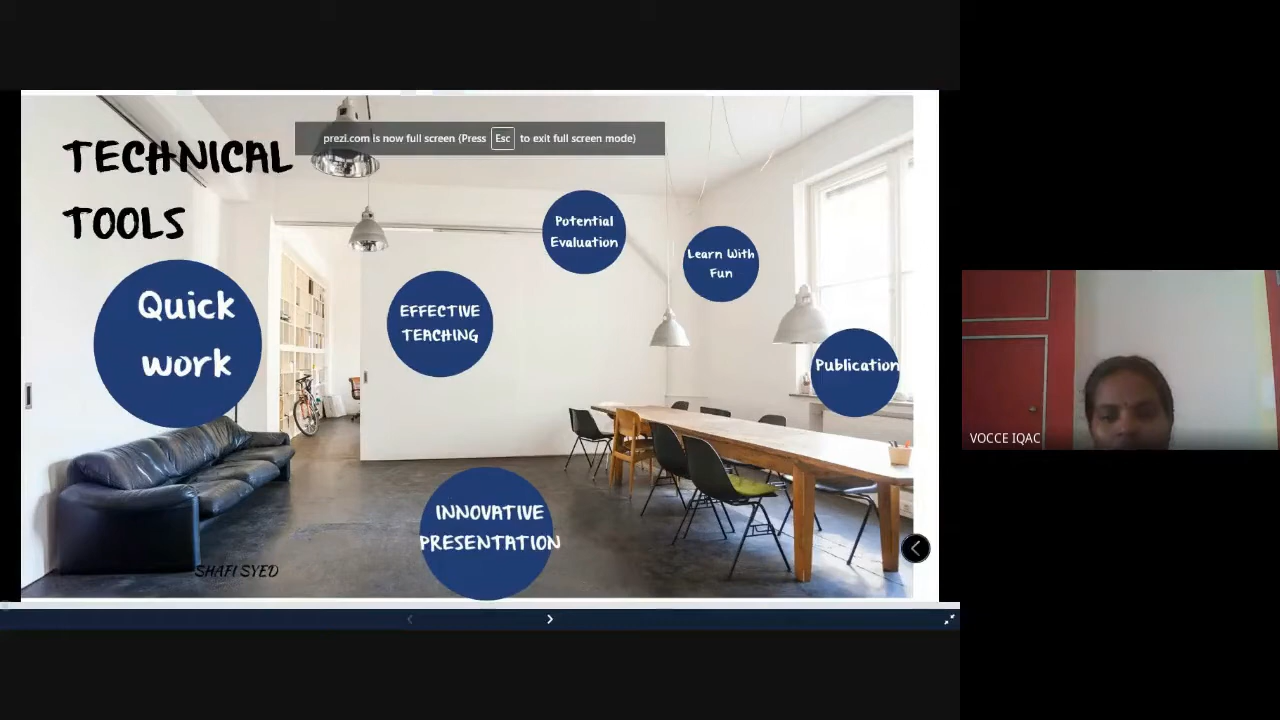 prezi.com is now full screen (Press Esc to exit full screen mode)
TECHNICAL
TOOLS
Quick
work
EFFECTIVE
TEACHING
Potential
Evaluation
Learn With
Fun
Publication
INNOVATIVE
PRESENTATION
SHAFI SYED
VOCCE IQAC